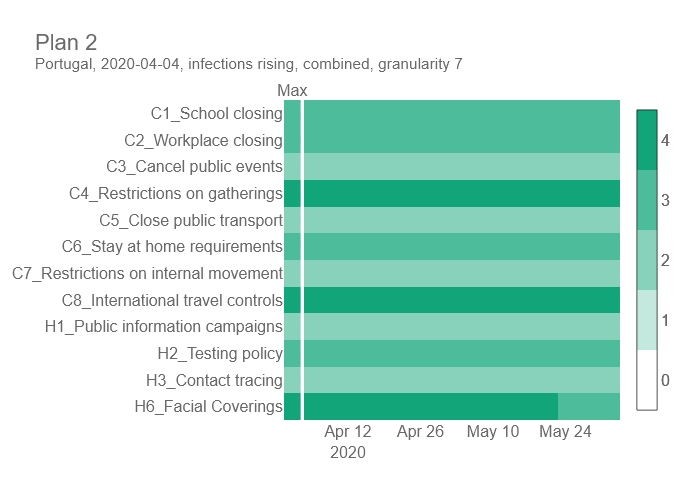 Plan 2
Portugal, 2020-04-04, infections rising, combined, granularity 7
Max
C1_School closing
C2_Workplace closing
C3_Cancel public events
C4_Restrictions on gatherings
C5_Close public transport
C6_Stay at home requirements
C7_Restrictions on internal movement
C8_International travel controls
H1_Public information campaigns
H2_Testing policy
H3_Contact tracing
H6_Facial Coverings
4
3
2
1
0
Apr 12 Apr 26 May 10 May 24
2020